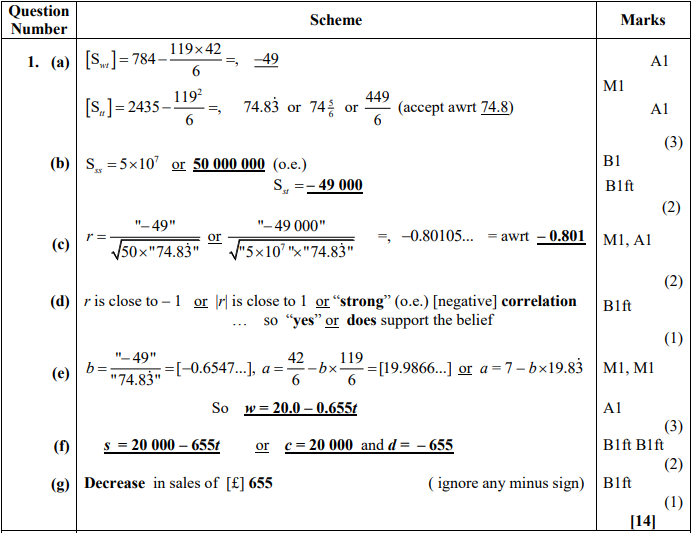 Question Number Scheme Marks
1. (a) [S_wt] = 784 − (119×42)/6 =, −49 A1
M1
[S_tt] = 2435 − 119²/6 =, 74.83̇ or 74 5/6 or 449/6 (accept awrt 74.8) A1
(3)
(b) S_ss = 5×10⁷ or 50 000 000 (o.e.) B1
S_st = – 49 000 B1ft
(2)
(c) r = "–49"/√(50×"74.83̇") or "–49 000"/√("5×10⁷"×"74.83̇") =, –0.80105... = awrt – 0.801 M1, A1
(2)
(d) r is close to – 1 or |r| is close to 1 or “strong” (o.e.) [negative] correlation B1ft
… so “yes” or does support the belief
(1)
(e) b = "–49"/"74.83̇" = [–0.6547...], a = 42/6 − b×119/6 = [19.9866...] or a = 7 – b×19.83̇ M1, M1
So w = 20.0 – 0.655t A1
(3)
(f) s = 20 000 – 655t or c = 20 000 and d = – 655 B1ft B1ft
(2)
(g) Decrease in sales of [£] 655 ( ignore any minus sign) B1ft
(1)
[14]